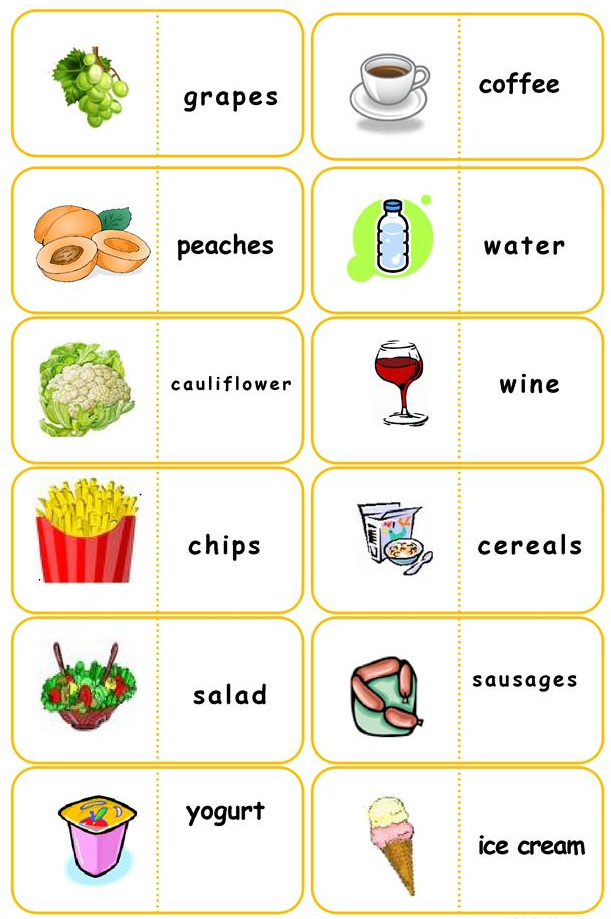 grapes
coffee
peaches
water
cauliflower
wine
chips
cereals
salad
sausages
yogurt
ice cream